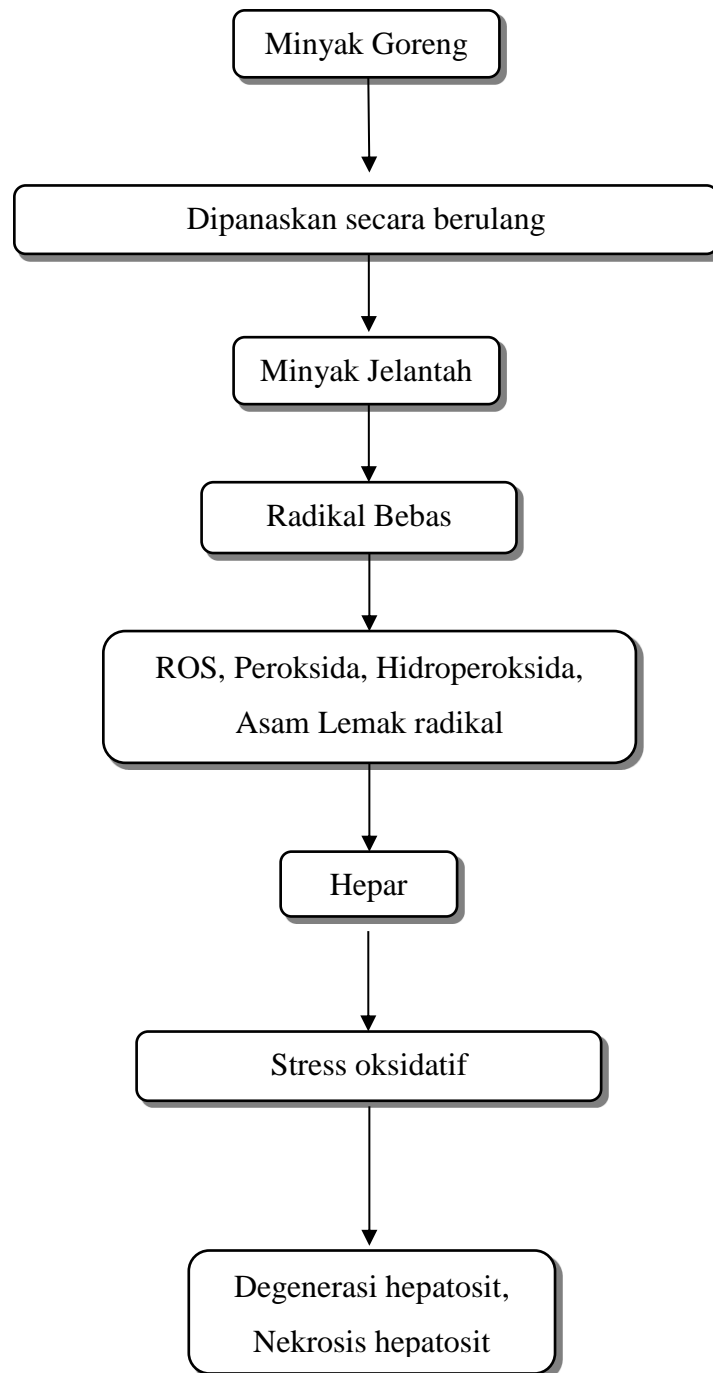 Minyak Goreng
Dipanaskan secara berulang
Minyak Jelantah
Radikal Bebas
ROS, Peroksida, Hidroperoksida,
Asam Lemak radikal
Hepar
Stress oksidatif
Degenerasi hepatosit,
Nekrosis hepatosit